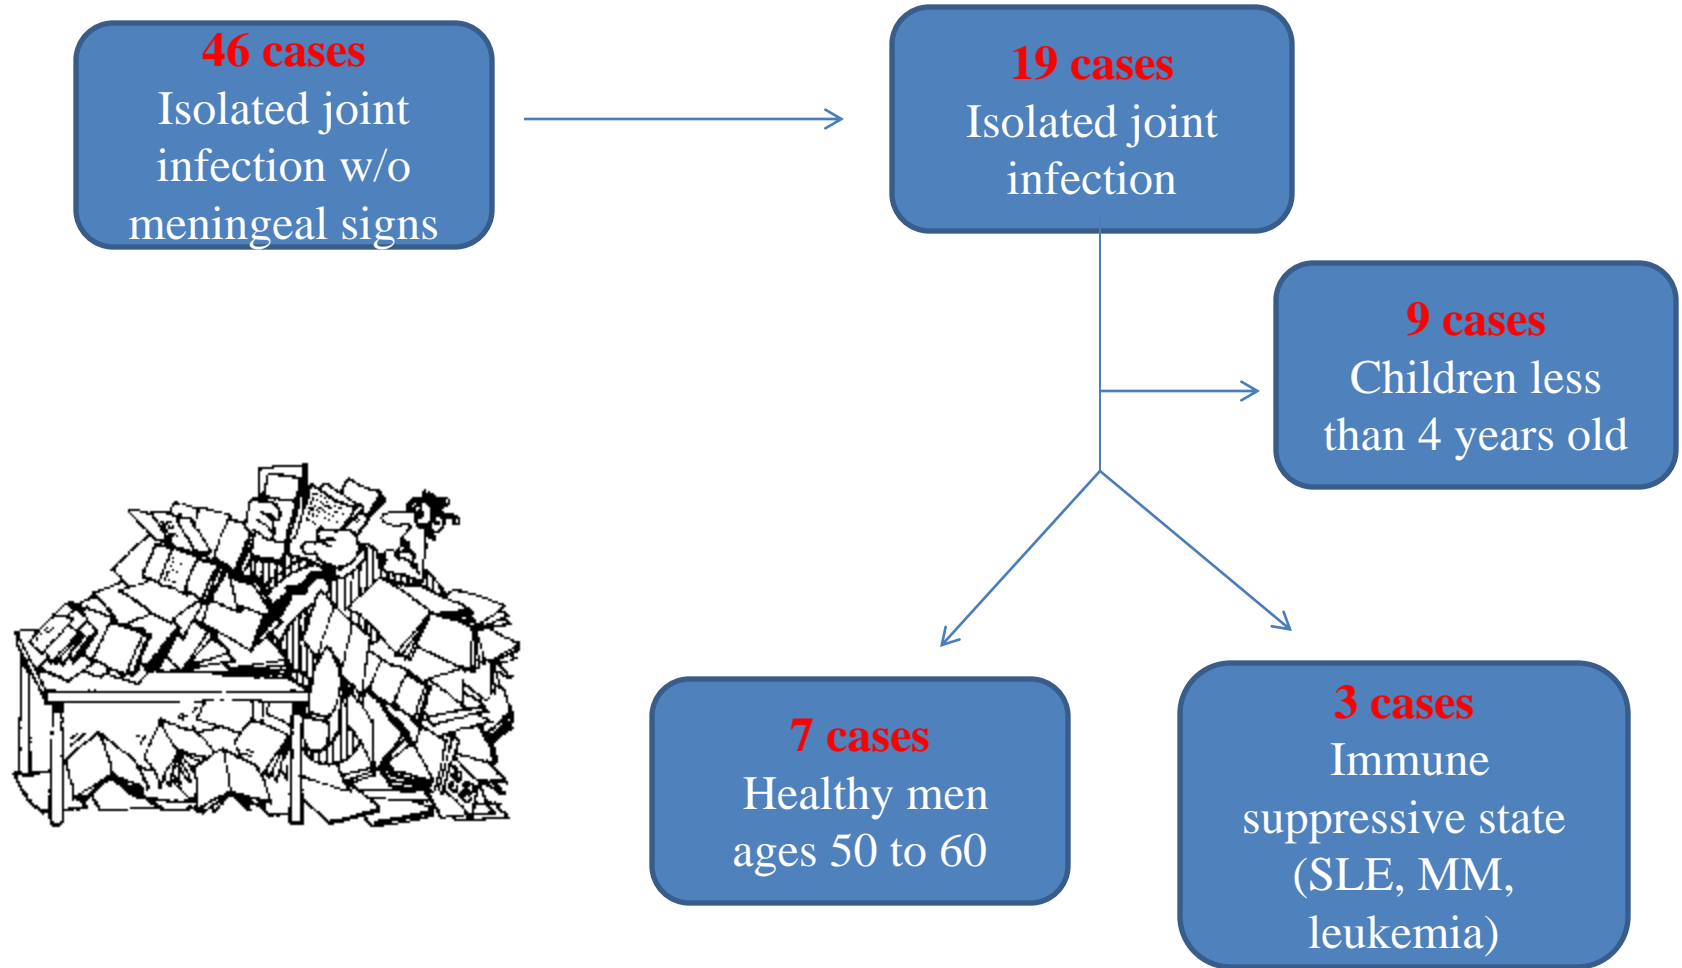 46 cases
Isolated joint
infection w/o
meningeal signs
19 cases
Isolated joint
infection
9 cases
Children less
than 4 years old
7 cases
Healthy men
ages 50 to 60
3 cases
Immune
suppressive state
(SLE, MM,
leukemia)